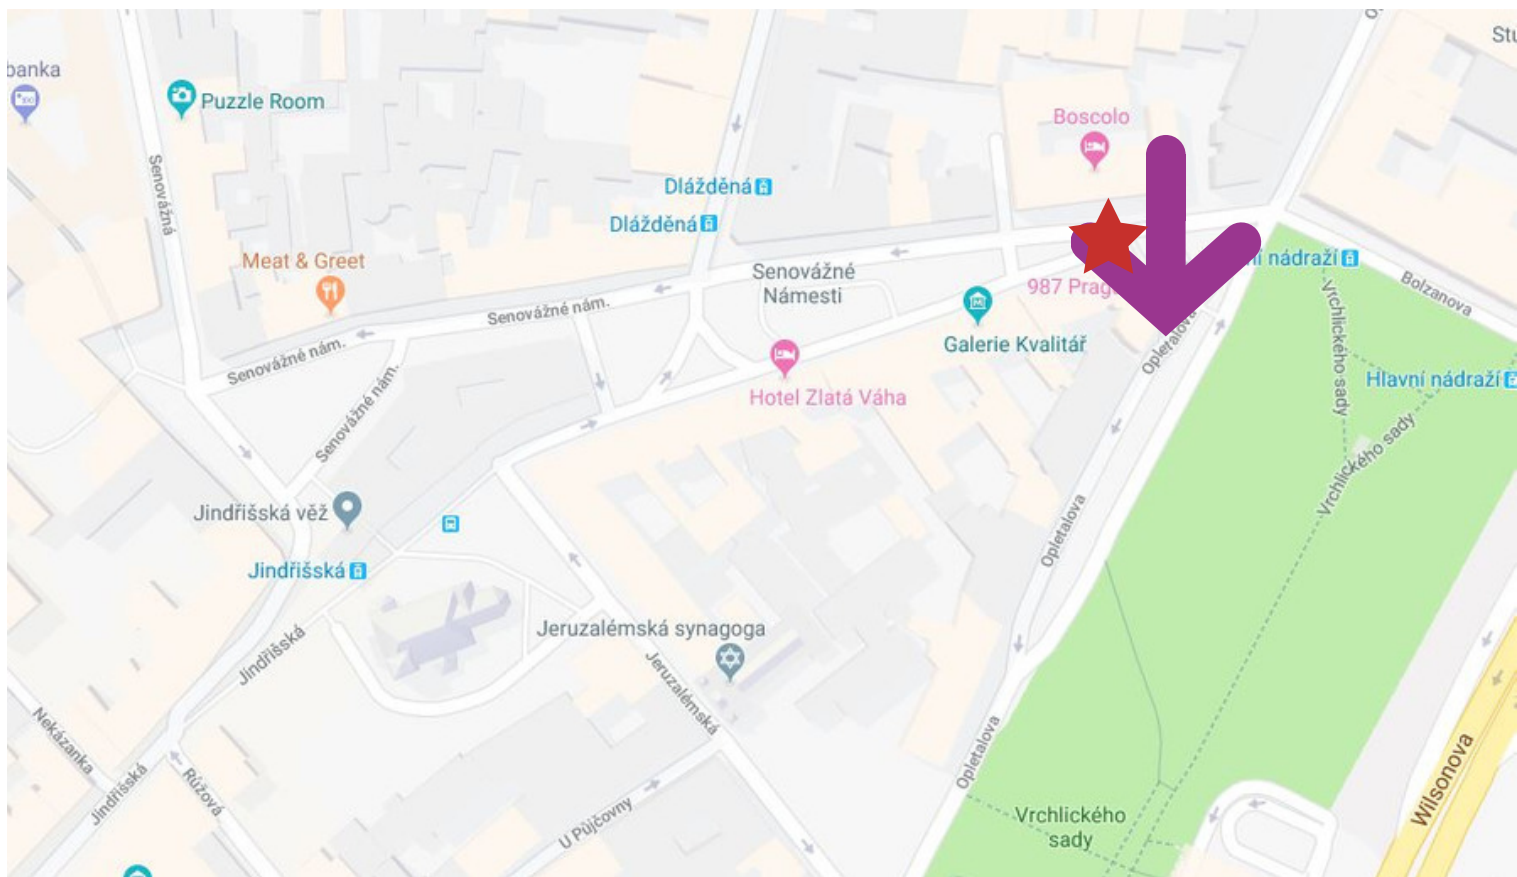 Stu
banka
Puzzle Room
Boscolo
Senovážná
Dlážděná
Dlážděná
Meat & Greet
Senovážné
Námesti
ní nádraží
Bolzanova
987 Prag
Vrchlického sady
Senovážné nám.
Opletalova
Galerie Kvalitář
Senovážné nám.
Hlavní nádraží
Hotel Zlatá Váha
Senovážné nám.
Vrchlického sady
Jindřišská věž
Opletalova
Jindřišská
Jeruzalémská synagoga
Jindřišská
Jeruzalémská
Nekázanka
Opletalova
Wilsonova
Jindřišská
Růžová
U Půjčovny
Vrchlického
sady